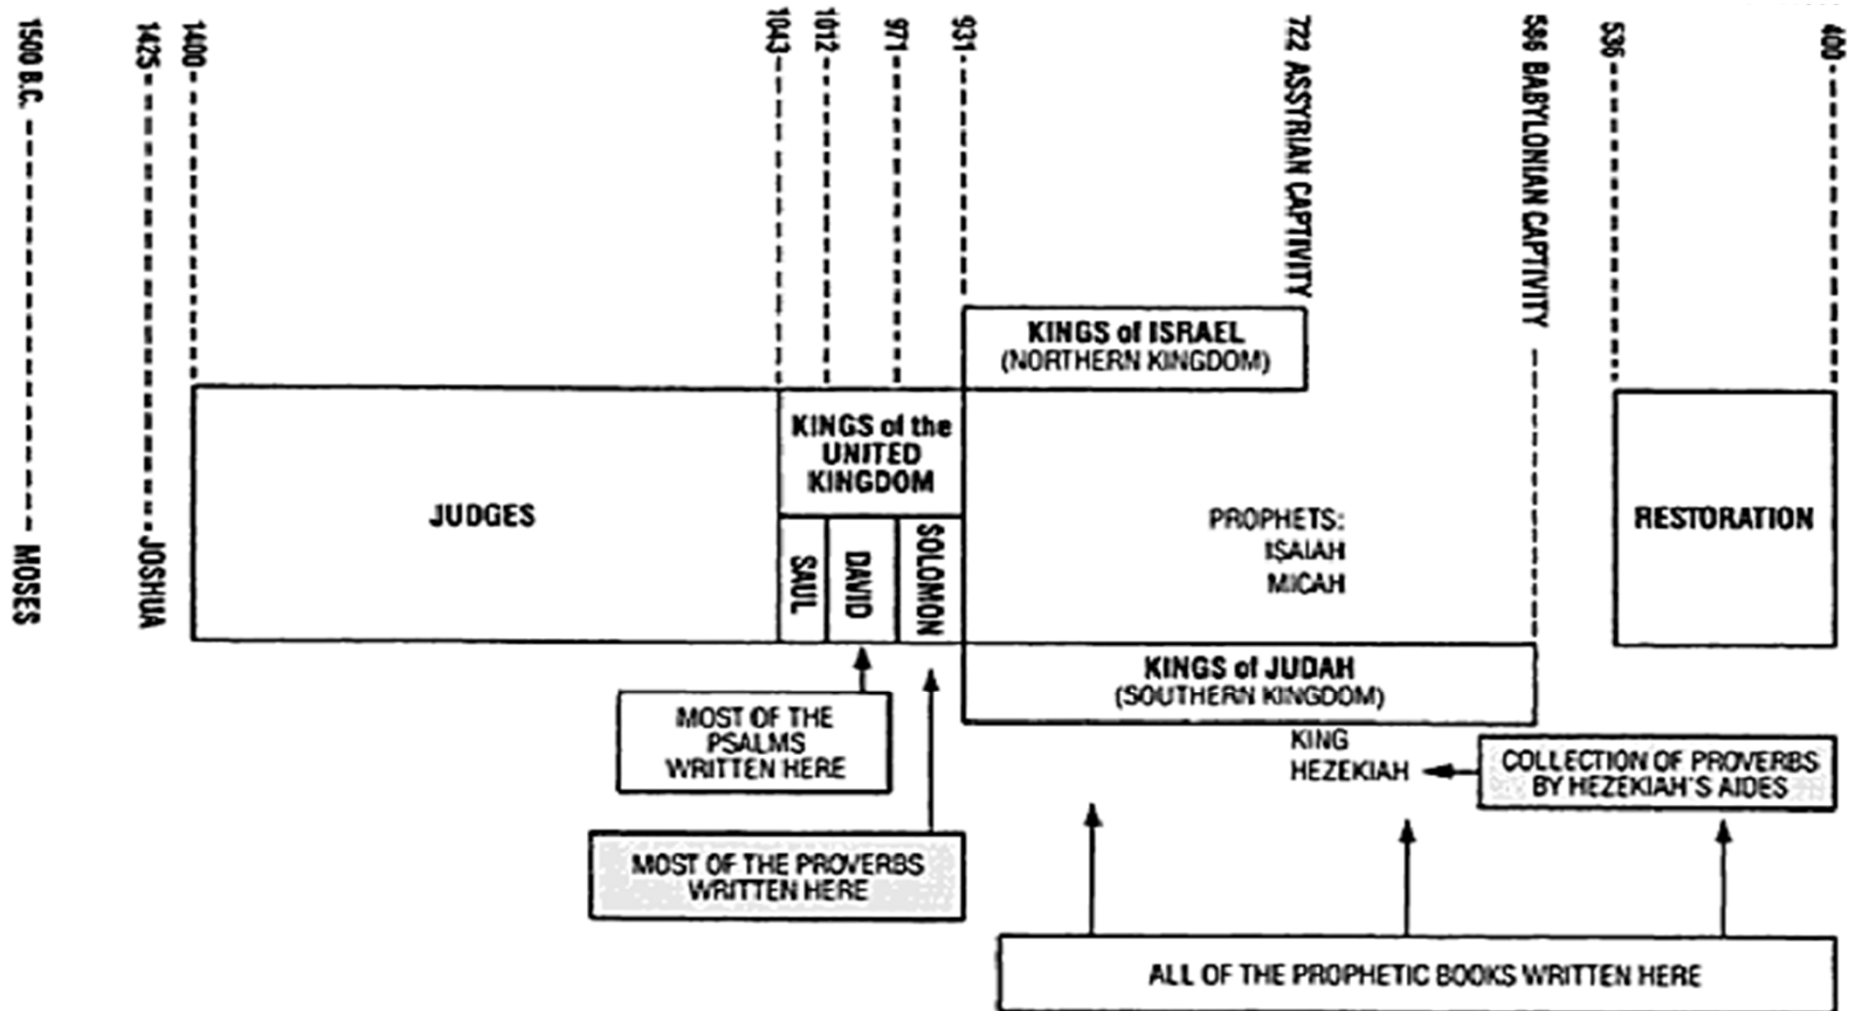 1500 B.C.
1425
1400
1043
1012
971
931
722 ASSYRIAN CAPTIVITY
586 BABYLONIAN CAPTIVITY
536
400
MOSES
JOSHUA
KINGS of ISRAEL
(NORTHERN KINGDOM)
JUDGES
KINGS of the
UNITED
KINGDOM
SAUL
DAVID
SOLOMON
PROPHETS:
ISAIAH
MICAH
RESTORATION
KINGS of JUDAH
(SOUTHERN KINGDOM)
MOST OF THE
PSALMS
WRITTEN HERE
KING
HEZEKIAH
COLLECTION OF PROVERBS
BY HEZEKIAH'S AIDES
MOST OF THE PROVERBS
WRITTEN HERE
ALL OF THE PROPHETIC BOOKS WRITTEN HERE